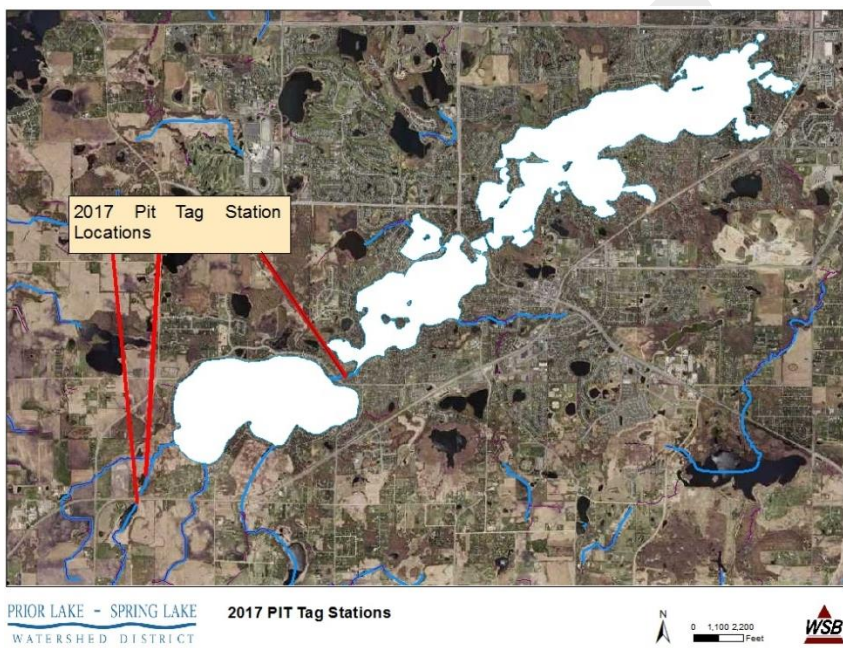 2017 Pit Tag Station
Locations
PRIOR LAKE - SPRING LAKE
WATERSHED DISTRICT
2017 PIT Tag Stations
N
0 1,100 2,200
Feet
WSB